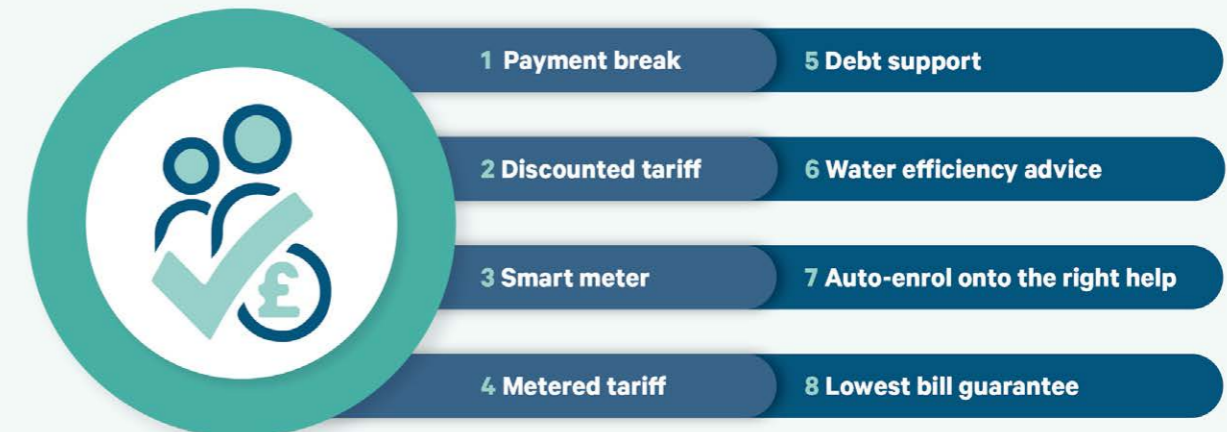 1 Payment break
2 Discounted tariff
3 Smart meter
4 Metered tariff
5 Debt support
6 Water efficiency advice
7 Auto-enrol onto the right help
8 Lowest bill guarantee
£